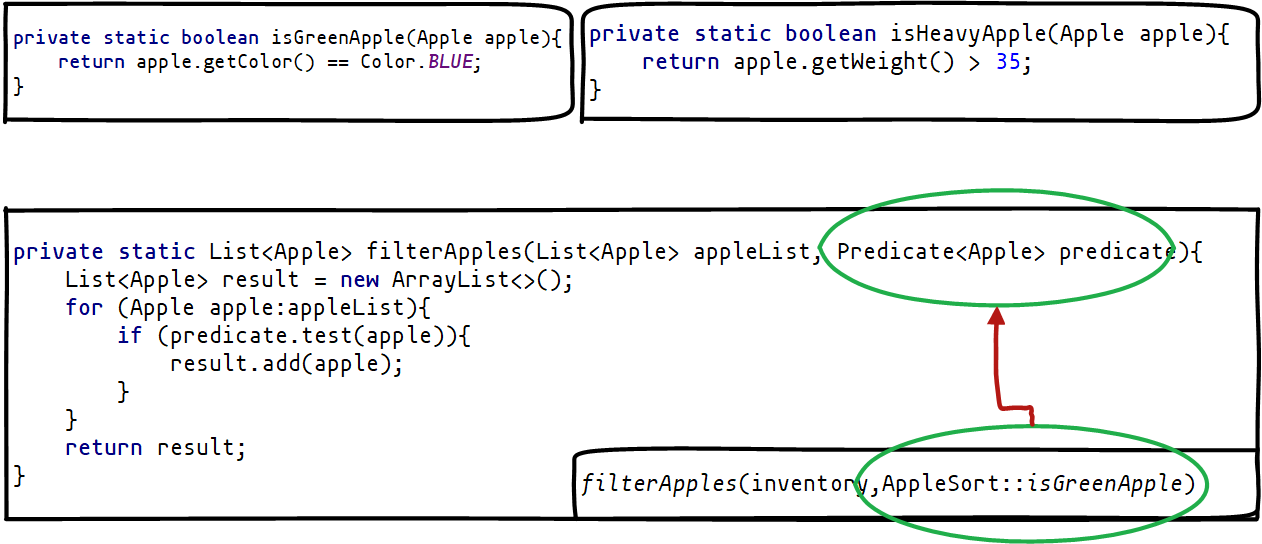 private static boolean isGreenApple(Apple apple){
    return apple.getColor() == Color.BLUE;
}
private static boolean isHeavyApple(Apple apple){
    return apple.getWeight() > 35;
}
private static List<Apple> filterApples(List<Apple> appleList, Predicate<Apple> predicate){
    List<Apple> result = new ArrayList<>();
    for (Apple apple:appleList){
        if (predicate.test(apple)){
            result.add(apple);
        }
    }
    return result;
}
filterApples(inventory,AppleSort::isGreenApple)